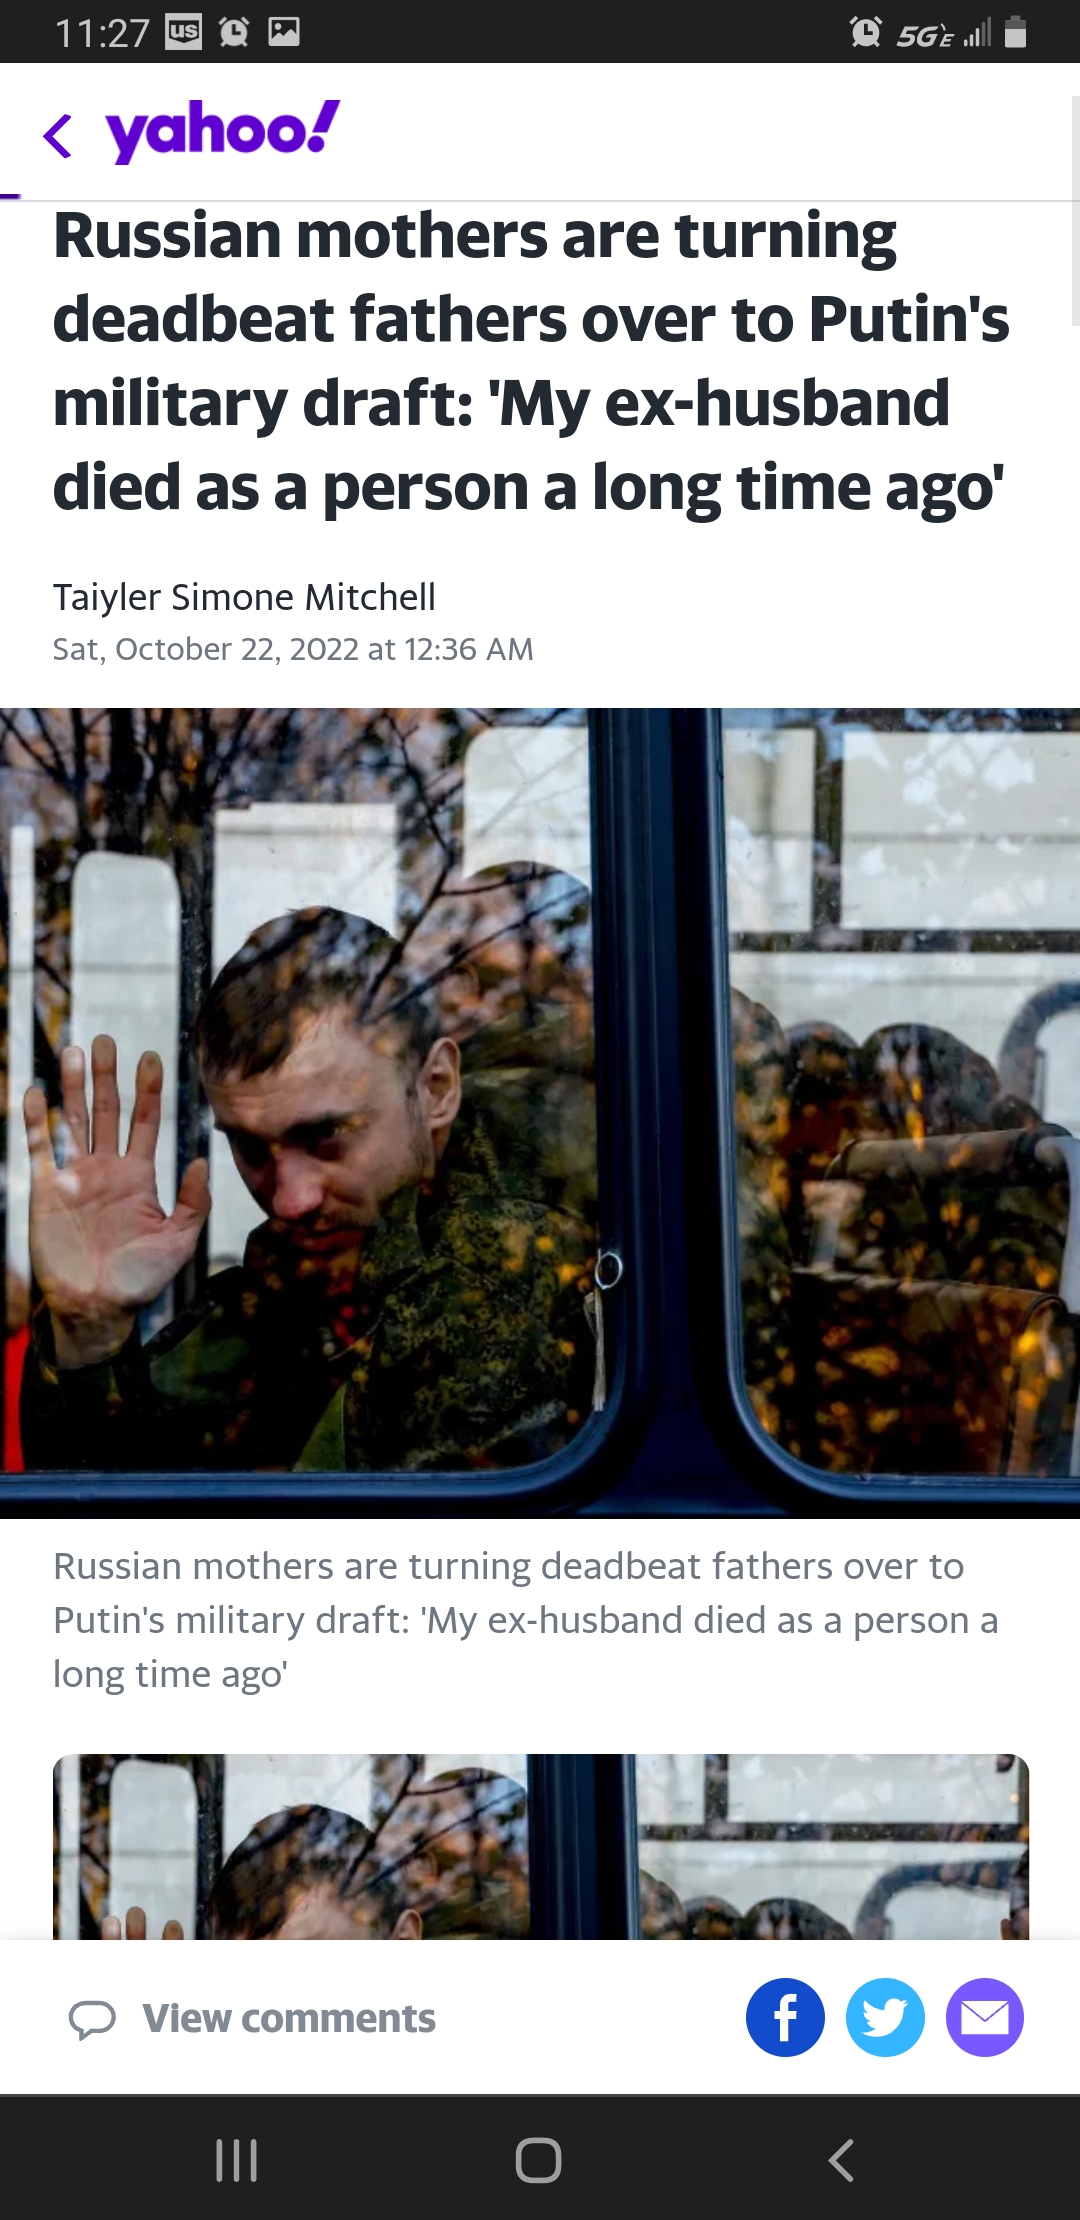 11:27 us 5GE
yahoo!
Russian mothers are turning
deadbeat fathers over to Putin's
military draft: 'My ex-husband
died as a person a long time ago'
Taiyler Simone Mitchell
Sat, October 22, 2022 at 12:36 AM
Russian mothers are turning deadbeat fathers over to
Putin's military draft: 'My ex-husband died as a person a
long time ago'
View comments